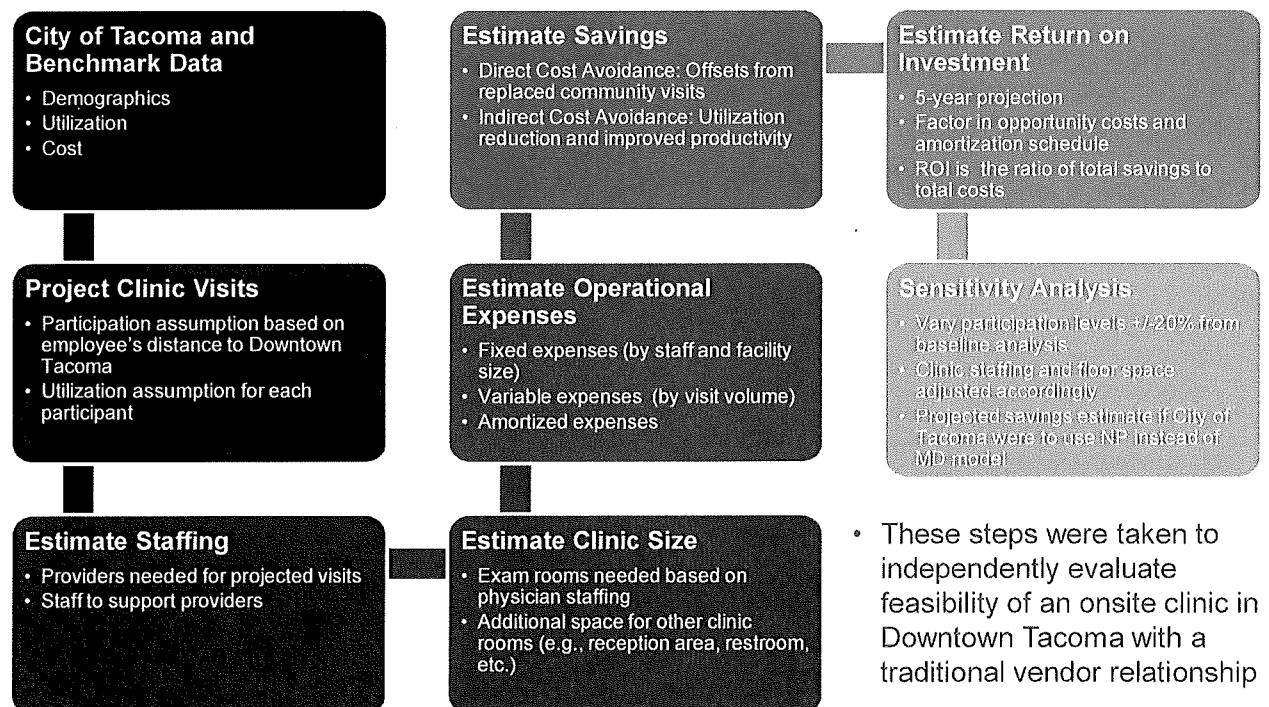 City of Tacoma and
Benchmark Data
• Demographics
• Utilization
• Cost
Project Clinic Visits
• Participation assumption based on
employee's distance to Downtown
Tacoma
• Utilization assumption for each
participant
Estimate Staffing
• Providers needed for projected visits
• Staff to support providers
Estimate Clinic Size
• Exam rooms needed based on
physician staffing
• Additional space for other clinic
rooms (e.g., reception area, restroom,
etc.)
Estimate Operational
Expenses
• Fixed expenses (by staff and facility
size)
• Variable expenses (by visit volume)
• Amortized expenses
Estimate Savings
• Direct Cost Avoidance: Offsets from
replaced community visits
• Indirect Cost Avoidance: Utilization
reduction and improved productivity
Estimate Return on
Investment
• 5-year projection
• Factor in opportunity costs and
amortization schedule
• ROI is the ratio of total savings to
total costs
Sensitivity Analysis
• Vary participation levels +/-20% from
baseline analysis
• Clinic staffing and floor space
adjusted accordingly
• Projected savings estimate if City of
Tacoma were to use NP instead of
MD model
• These steps were taken to
independently evaluate
feasibility of an onsite clinic in
Downtown Tacoma with a
traditional vendor relationship